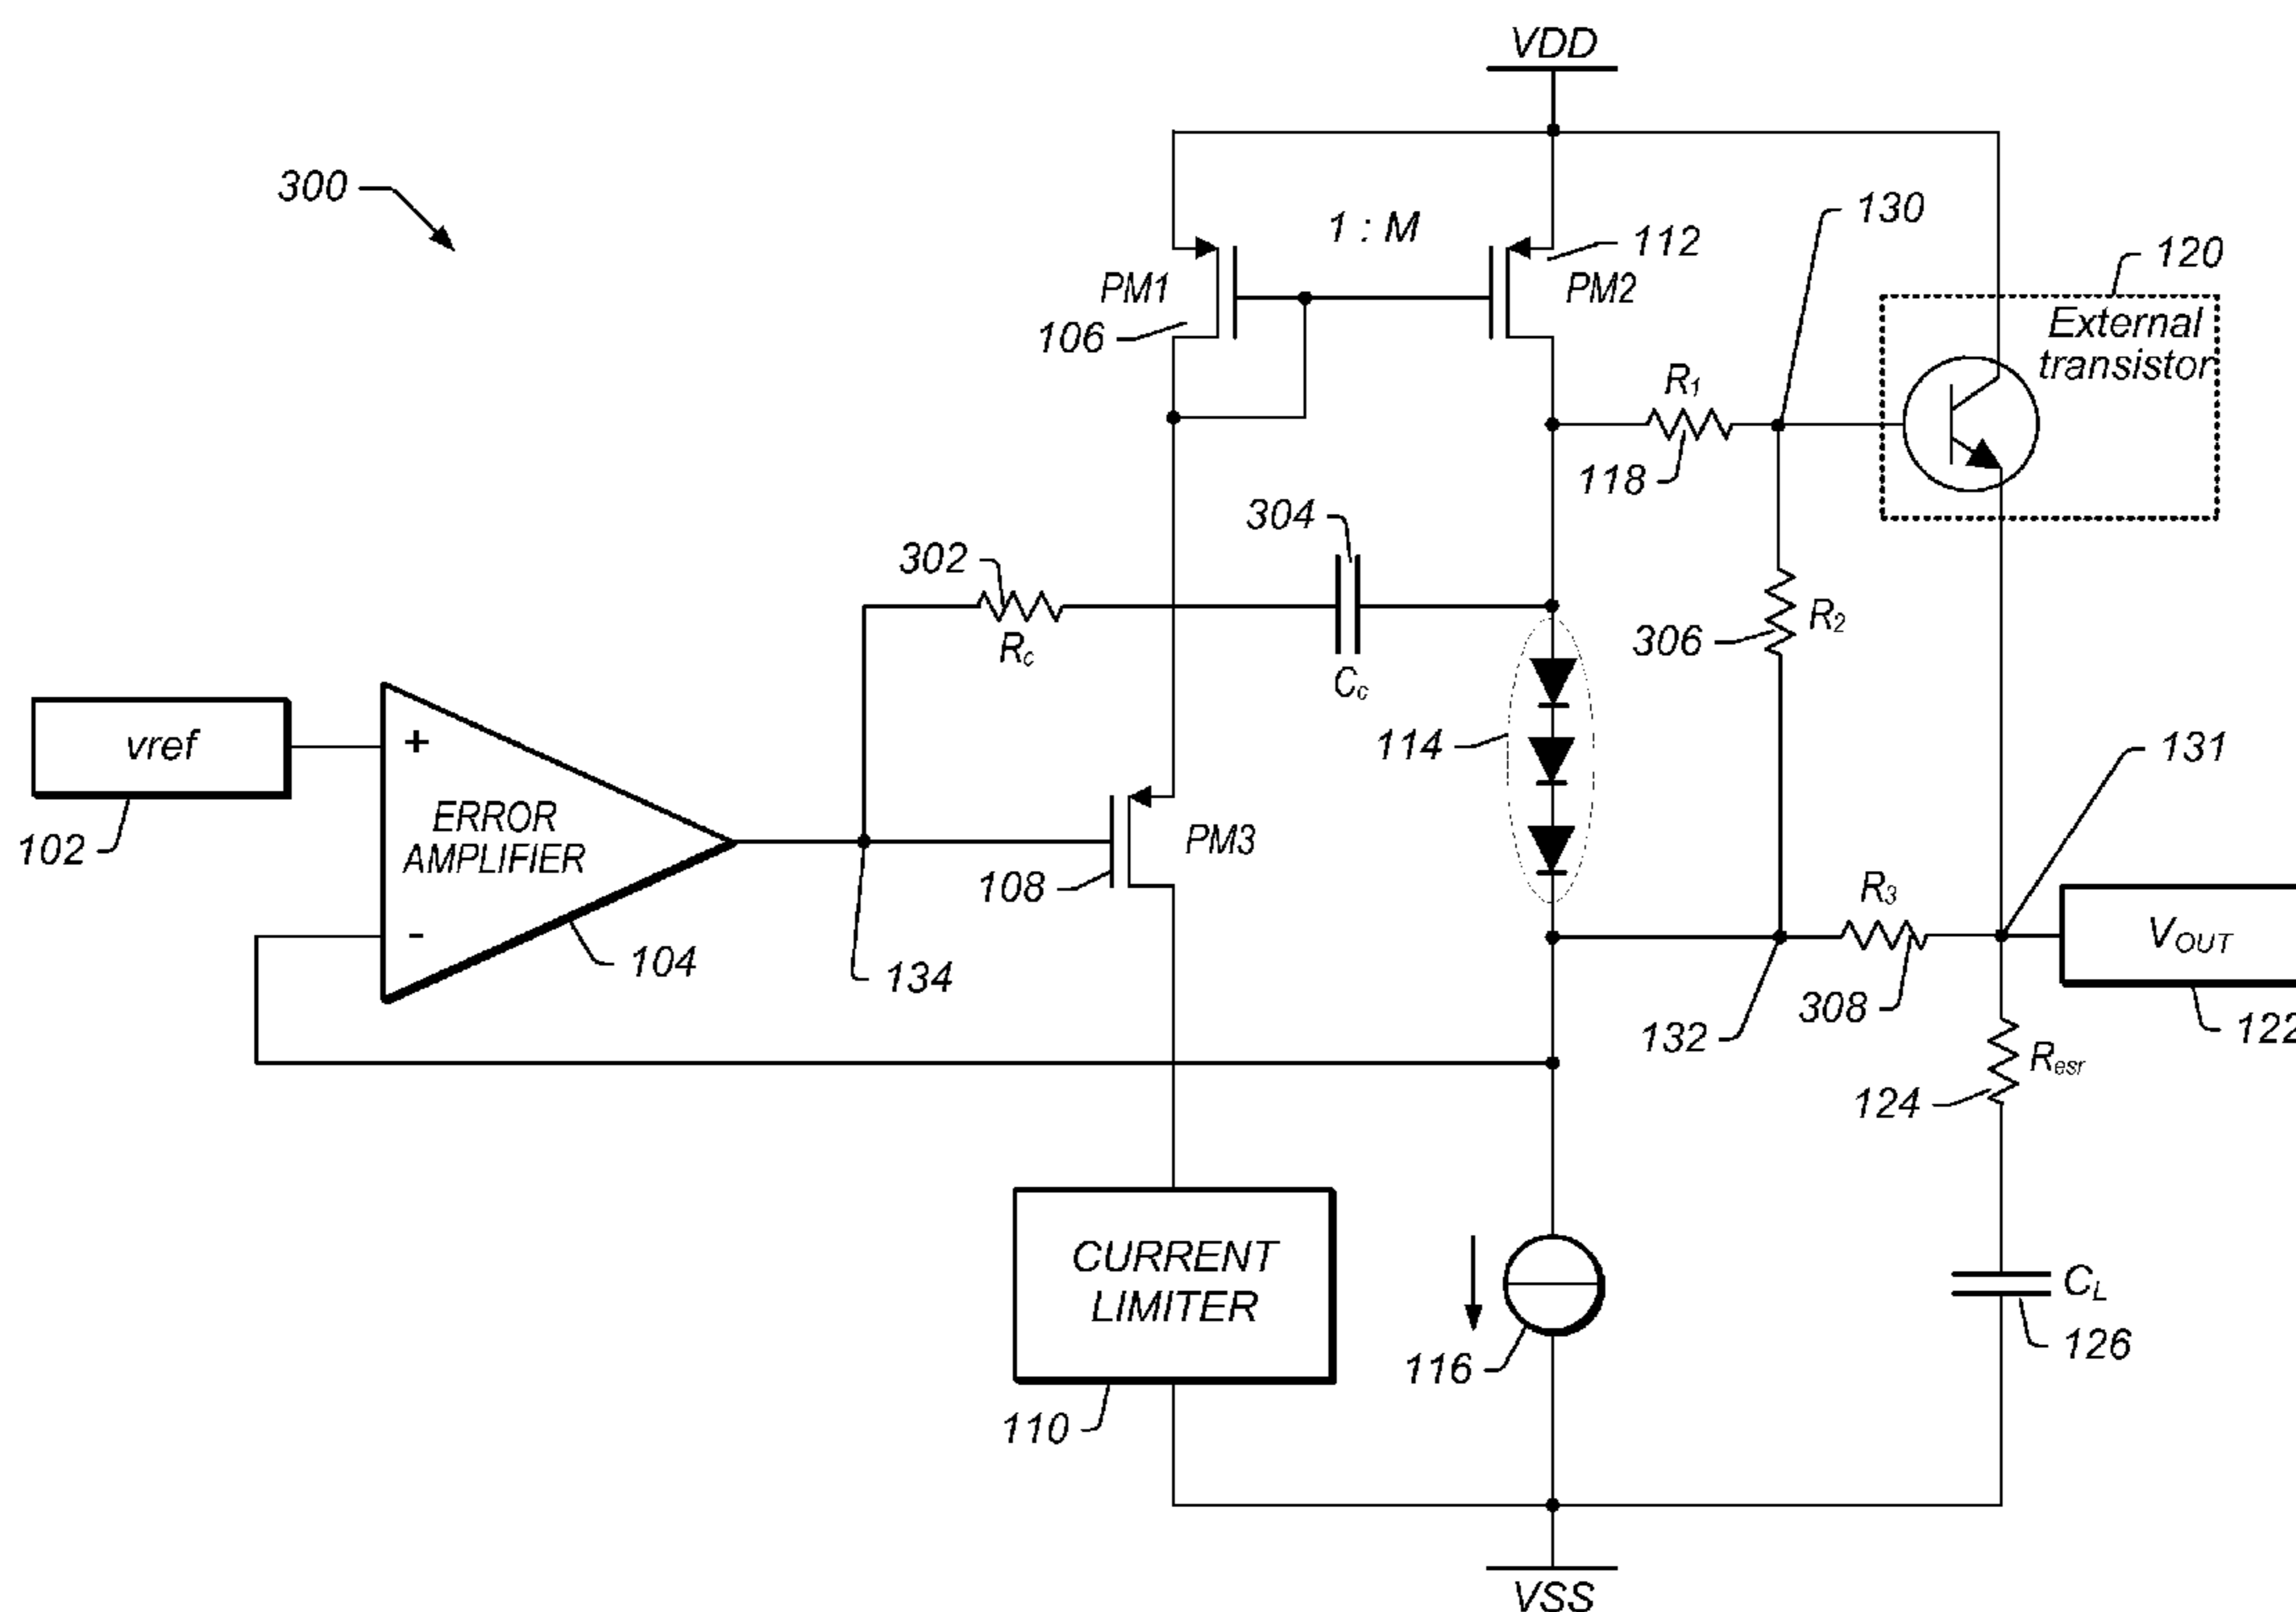 VDD
300
1 : M
130
112
120
PM1
PM2
External
transistor
106
R1
118
304
302
R2
306
Rc
Cc
vref
+
114
131
ERROR
AMPLIFIER
PM3
102
108
R3
VOUT
-
104
134
308
132
122
Resr
124
CURRENT
LIMITER
CL
116
126
110
VSS